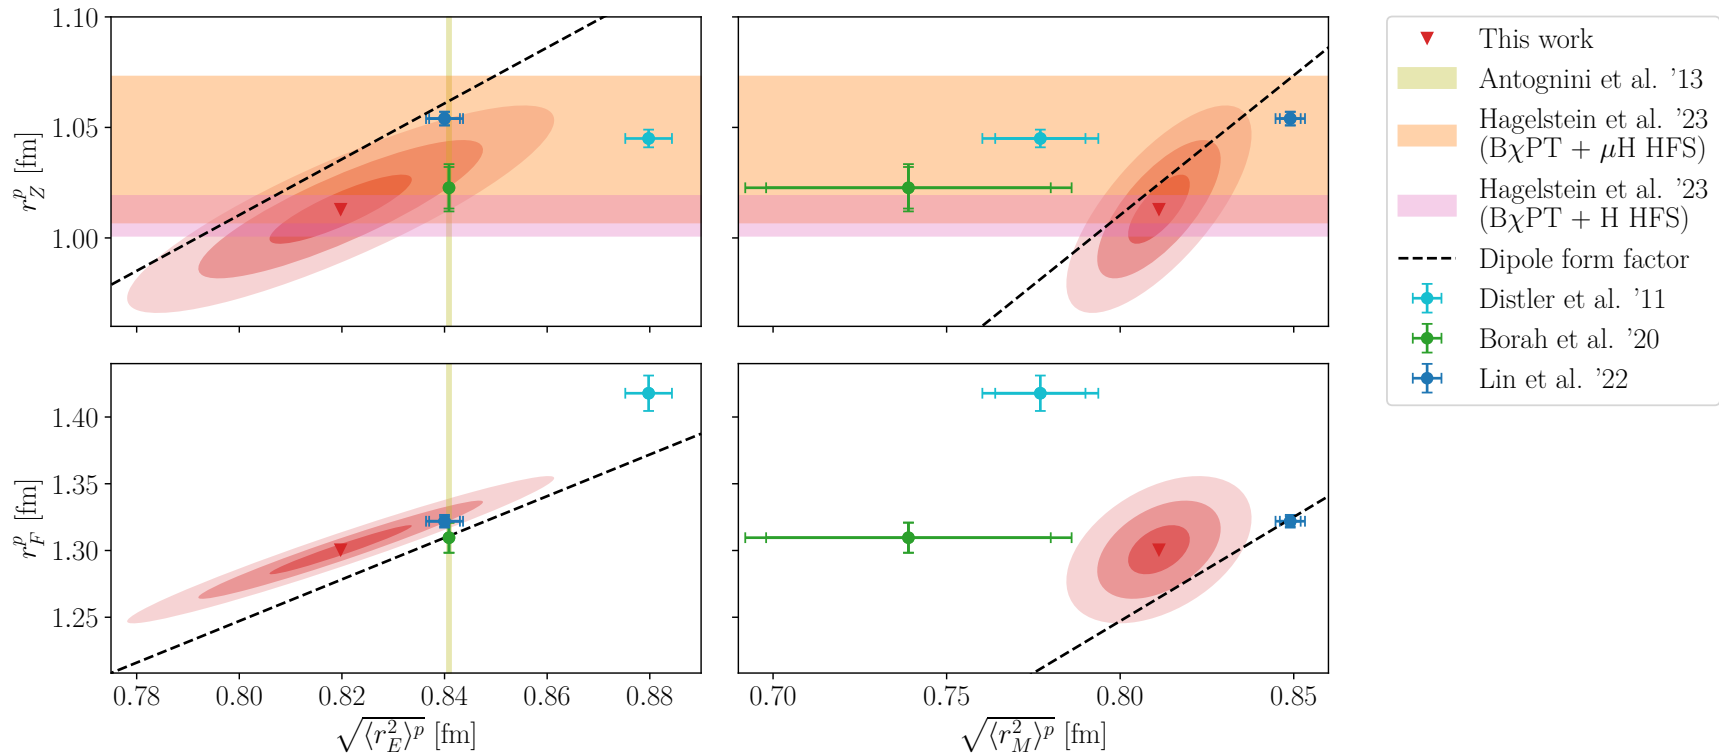 1.10
1.05
1.00
r_Z^p [fm]
This work
Antognini et al. ’13
Hagelstein et al. ’23
(BχPT + μH HFS)
Hagelstein et al. ’23
(BχPT + H HFS)
Dipole form factor
Distler et al. ’11
Borah et al. ’20
Lin et al. ’22
1.40
1.35
1.30
1.25
r_F^p [fm]
0.78 0.80 0.82 0.84 0.86 0.88
0.70 0.75 0.80 0.85
√⟨r_E^2⟩^p [fm]
√⟨r_M^2⟩^p [fm]